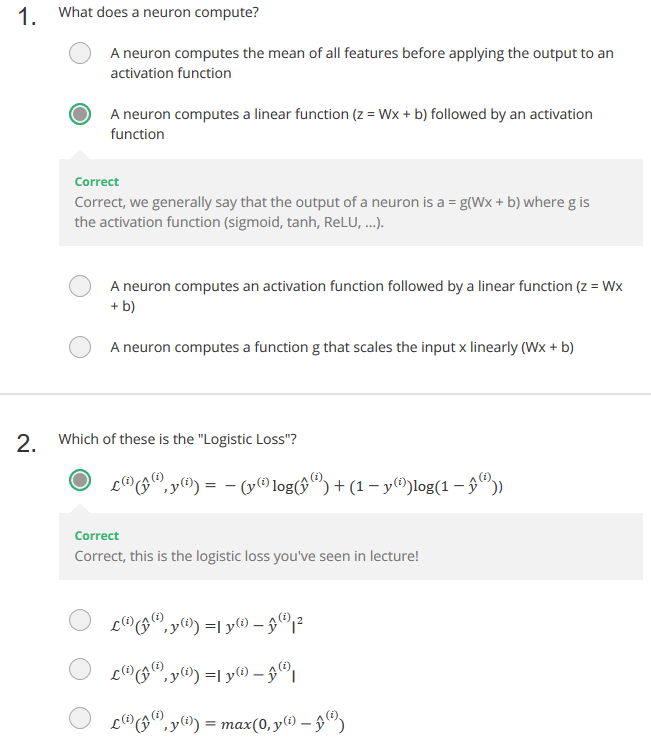 1. What does a neuron compute?
A neuron computes the mean of all features before applying the output to an
activation function
A neuron computes a linear function (z = Wx + b) followed by an activation
function
Correct
Correct, we generally say that the output of a neuron is a = g(Wx + b) where g is
the activation function (sigmoid, tanh, ReLU, ...).
A neuron computes an activation function followed by a linear function (z = Wx
+ b)
A neuron computes a function g that scales the input x linearly (Wx + b)
2. Which of these is the "Logistic Loss"?
ℒ⁽ⁱ⁾(ŷ⁽ⁱ⁾, y⁽ⁱ⁾) = − (y⁽ⁱ⁾ log(ŷ⁽ⁱ⁾) + (1 − y⁽ⁱ⁾)log(1 − ŷ⁽ⁱ⁾))
Correct
Correct, this is the logistic loss you've seen in lecture!
ℒ⁽ⁱ⁾(ŷ⁽ⁱ⁾, y⁽ⁱ⁾) =| y⁽ⁱ⁾ − ŷ⁽ⁱ⁾|²
ℒ⁽ⁱ⁾(ŷ⁽ⁱ⁾, y⁽ⁱ⁾) =| y⁽ⁱ⁾ − ŷ⁽ⁱ⁾|
ℒ⁽ⁱ⁾(ŷ⁽ⁱ⁾, y⁽ⁱ⁾) = max(0, y⁽ⁱ⁾ − ŷ⁽ⁱ⁾)